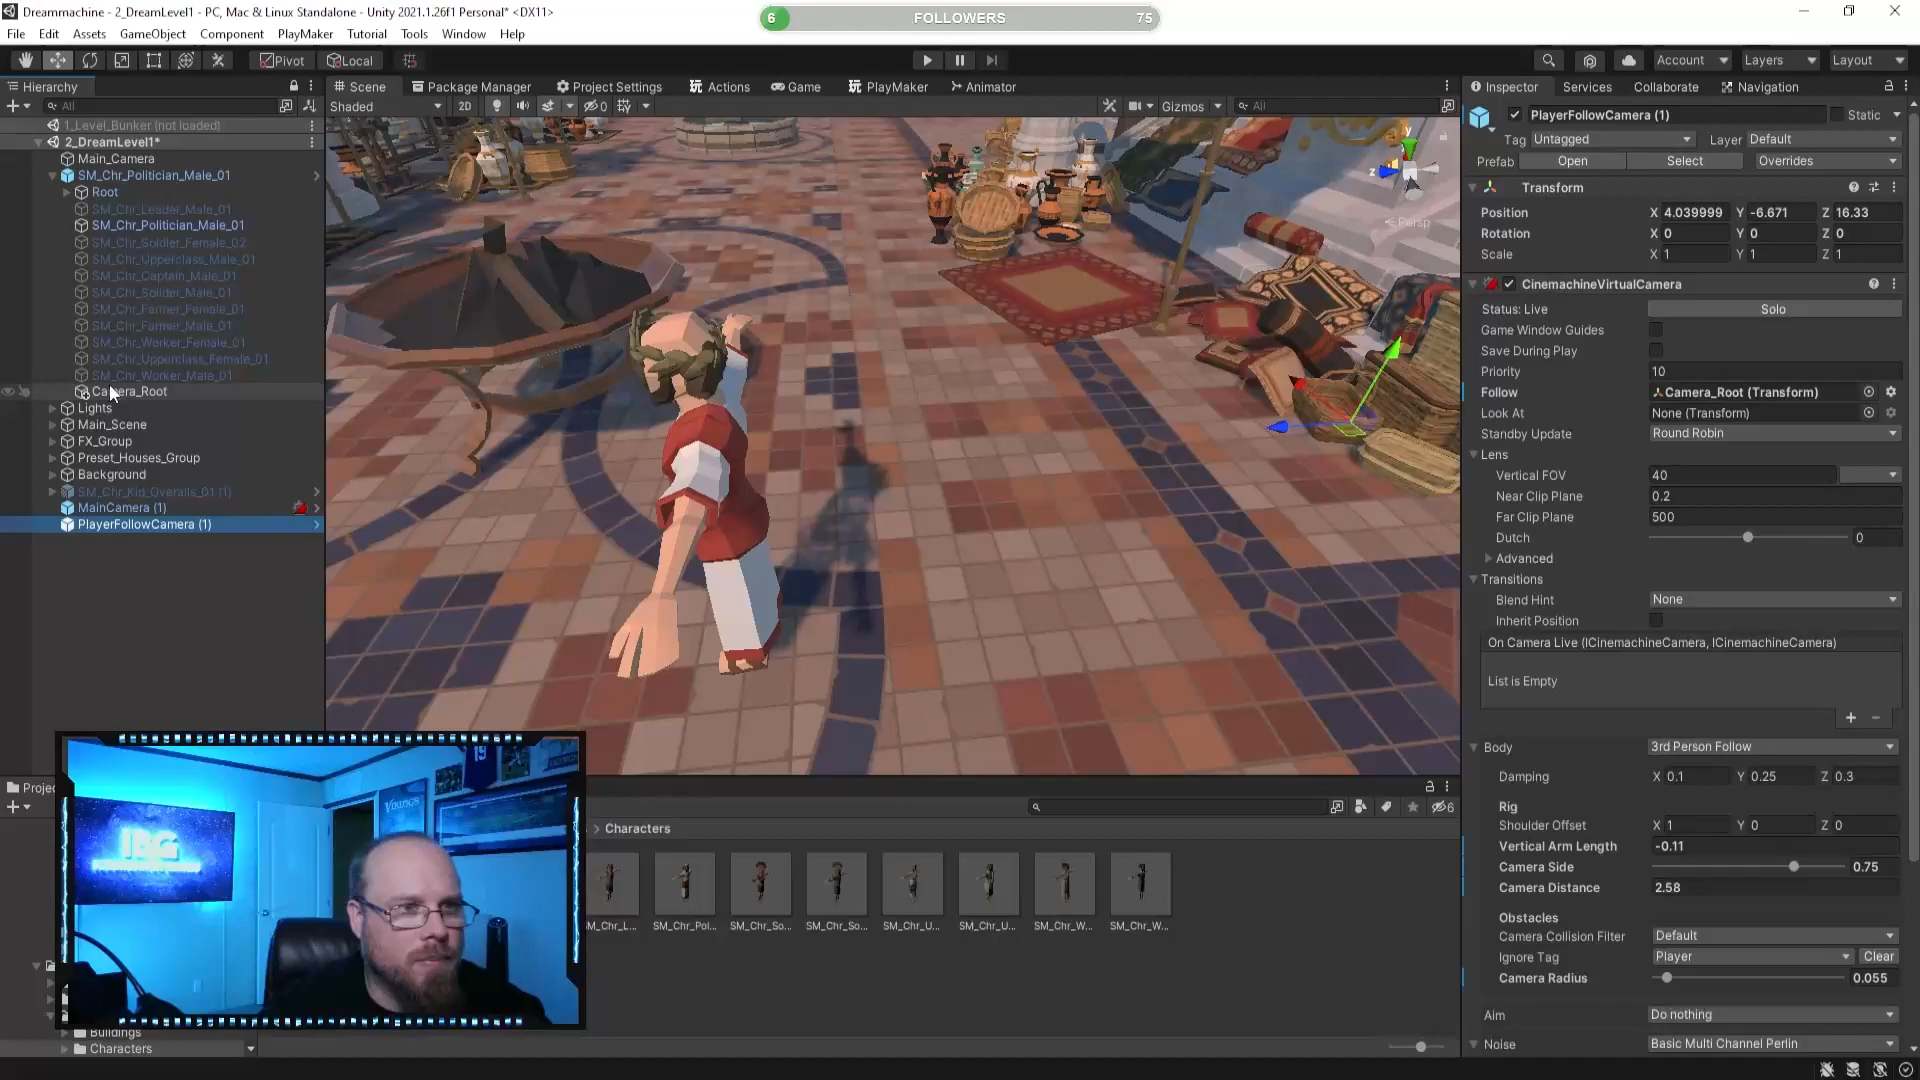 Dreammachine - 2_DreamLevel1 - PC, Mac & Linux Standalone - Unity 2021.1.26f1 Personal* <DX11>
6 FOLLOWERS 75
File Edit Assets GameObject Component PlayMaker Tutorial Tools Window Help
Pivot Local
Account Layers Layout
Hierarchy
Scene Package Manager Project Settings Actions Game PlayMaker Animator
Inspector Services Collaborate Navigation
All
Shaded 2D 0 Gizmos All
1_Level_Bunker (not loaded)
2_DreamLevel1*
Main_Camera
SM_Chr_Politician_Male_01
Root
SM_Chr_Leader_Male_01
SM_Chr_Politician_Male_01
SM_Chr_Soldier_Female_02
SM_Chr_Upperclass_Male_01
SM_Chr_Captain_Male_01
SM_Chr_Solider_Male_01
SM_Chr_Farmer_Female_01
SM_Chr_Farmer_Male_01
SM_Chr_Worker_Female_01
SM_Chr_Upperclass_Female_01
SM_Chr_Worker_Male_01
Camera_Root
Lights
Main_Scene
FX_Group
Preset_Houses_Group
Background
SM_Chr_Kid_Overalls_01 (1)
MainCamera (1)
PlayerFollowCamera (1)
y
z
Persp
PlayerFollowCamera (1) Static
Tag Untagged Layer Default
Prefab Open Select Overrides
Transform
Position X 4.039999 Y -6.671 Z 16.33
Rotation X 0 Y 0 Z 0
Scale X 1 Y 1 Z 1
CinemachineVirtualCamera
Status: Live Solo
Game Window Guides
Save During Play
Priority 10
Follow Camera_Root (Transform)
Look At None (Transform)
Standby Update Round Robin
Lens
Vertical FOV 40
Near Clip Plane 0.2
Far Clip Plane 500
Dutch 0
Advanced
Transitions
Blend Hint None
Inherit Position
On Camera Live (ICinemachineCamera, ICinemachineCamera)
List is Empty
Body 3rd Person Follow
Damping X 0.1 Y 0.25 Z 0.3
Rig
Shoulder Offset X 1 Y 0 Z 0
Vertical Arm Length -0.11
Camera Side 0.75
Camera Distance 2.58
Obstacles
Camera Collision Filter Default
Ignore Tag Player Clear
Camera Radius 0.055
Aim Do nothing
Noise Basic Multi Channel Perlin
Projec
6
Characters
SM_Chr_L... SM_Chr_Pol... SM_Chr_So... SM_Chr_So... SM_Chr_U... SM_Chr_U... SM_Chr_W... SM_Chr_W...
19
VIKINGS
IRG
Buildings
Characters